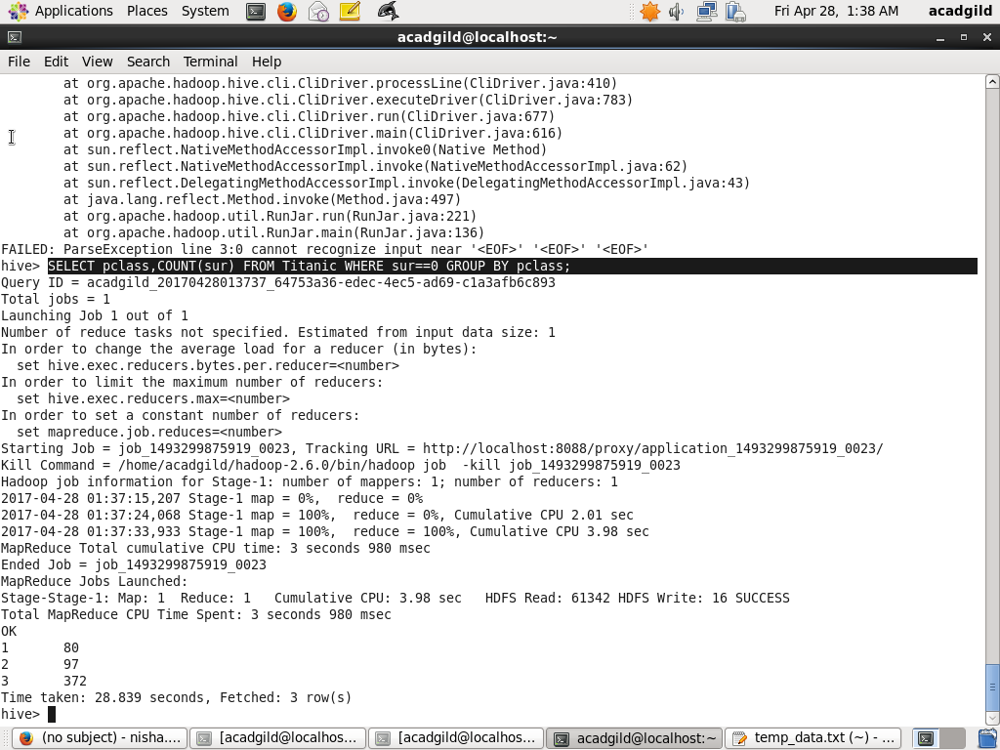 Applications Places System Fri Apr 28, 1:38 AM acadgild
acadgild@localhost:~
File Edit View Search Terminal Help
at org.apache.hadoop.hive.cli.CliDriver.processLine(CliDriver.java:410)
at org.apache.hadoop.hive.cli.CliDriver.executeDriver(CliDriver.java:783)
at org.apache.hadoop.hive.cli.CliDriver.run(CliDriver.java:677)
at org.apache.hadoop.hive.cli.CliDriver.main(CliDriver.java:616)
at sun.reflect.NativeMethodAccessorImpl.invoke0(Native Method)
at sun.reflect.NativeMethodAccessorImpl.invoke(NativeMethodAccessorImpl.java:62)
at sun.reflect.DelegatingMethodAccessorImpl.invoke(DelegatingMethodAccessorImpl.java:43)
at java.lang.reflect.Method.invoke(Method.java:497)
at org.apache.hadoop.util.RunJar.run(RunJar.java:221)
at org.apache.hadoop.util.RunJar.main(RunJar.java:136)
FAILED: ParseException line 3:0 cannot recognize input near '<EOF>' '<EOF>' '<EOF>'
hive> SELECT pclass,COUNT(sur) FROM Titanic WHERE sur==0 GROUP BY pclass;
Query ID = acadgild_20170428013737_64753a36-edec-4ec5-ad69-c1a3afb6c893
Total jobs = 1
Launching Job 1 out of 1
Number of reduce tasks not specified. Estimated from input data size: 1
In order to change the average load for a reducer (in bytes):
set hive.exec.reducers.bytes.per.reducer=<number>
In order to limit the maximum number of reducers:
set hive.exec.reducers.max=<number>
In order to set a constant number of reducers:
set mapreduce.job.reduces=<number>
Starting Job = job_1493299875919_0023, Tracking URL = http://localhost:8088/proxy/application_1493299875919_0023/
Kill Command = /home/acadgild/hadoop-2.6.0/bin/hadoop job  -kill job_1493299875919_0023
Hadoop job information for Stage-1: number of mappers: 1; number of reducers: 1
2017-04-28 01:37:15,207 Stage-1 map = 0%,  reduce = 0%
2017-04-28 01:37:24,068 Stage-1 map = 100%,  reduce = 0%, Cumulative CPU 2.01 sec
2017-04-28 01:37:33,933 Stage-1 map = 100%,  reduce = 100%, Cumulative CPU 3.98 sec
MapReduce Total cumulative CPU time: 3 seconds 980 msec
Ended Job = job_1493299875919_0023
MapReduce Jobs Launched:
Stage-Stage-1: Map: 1  Reduce: 1   Cumulative CPU: 3.98 sec   HDFS Read: 61342 HDFS Write: 16 SUCCESS
Total MapReduce CPU Time Spent: 3 seconds 980 msec
OK
1 80
2 97
3 372
Time taken: 28.839 seconds, Fetched: 3 row(s)
hive>
(no subject) - nisha.... [acadgild@localhos... [acadgild@localhos... acadgild@localhost:~ temp_data.txt (~) - ...